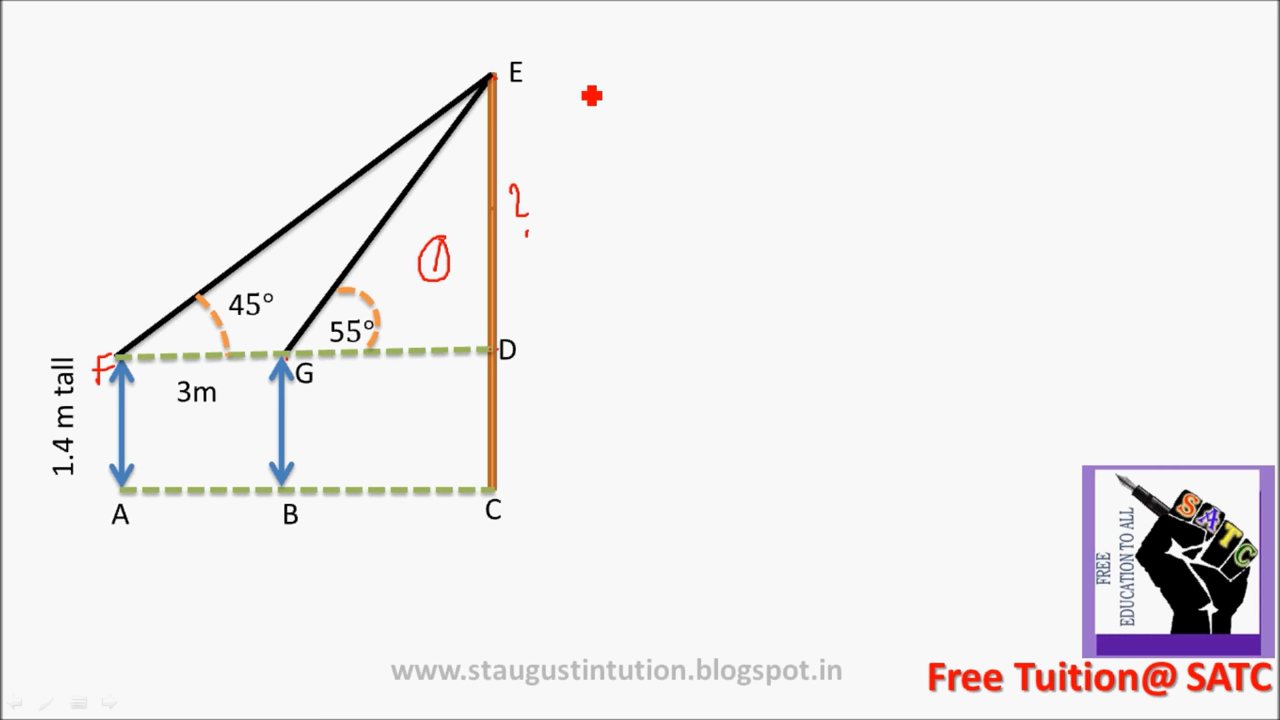 E
?
1
45°
55°
D
F
G
3m
1.4 m tall
A
B
C
SATC
FREE
EDUCATION TO ALL
www.staugustintution.blogspot.in
Free Tuition@ SATC